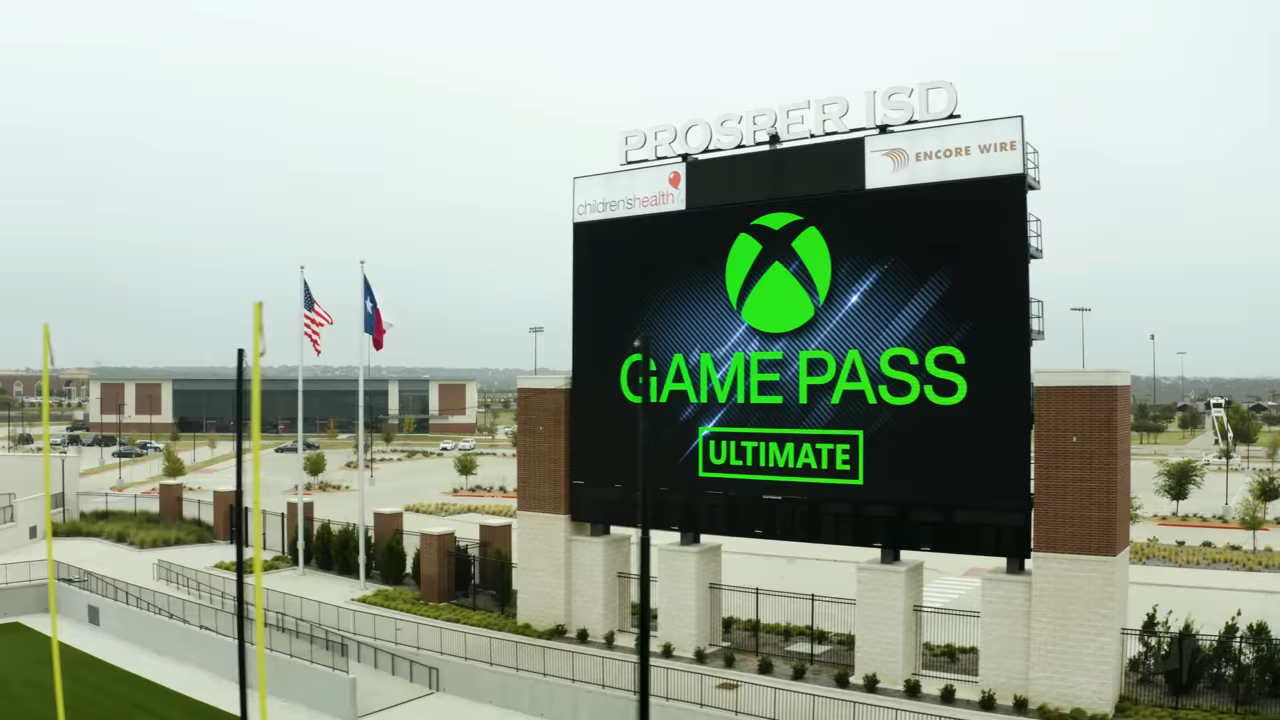 PROSPER ISD
childrenshealth
ENCORE WIRE
GAME PASS
ULTIMATE